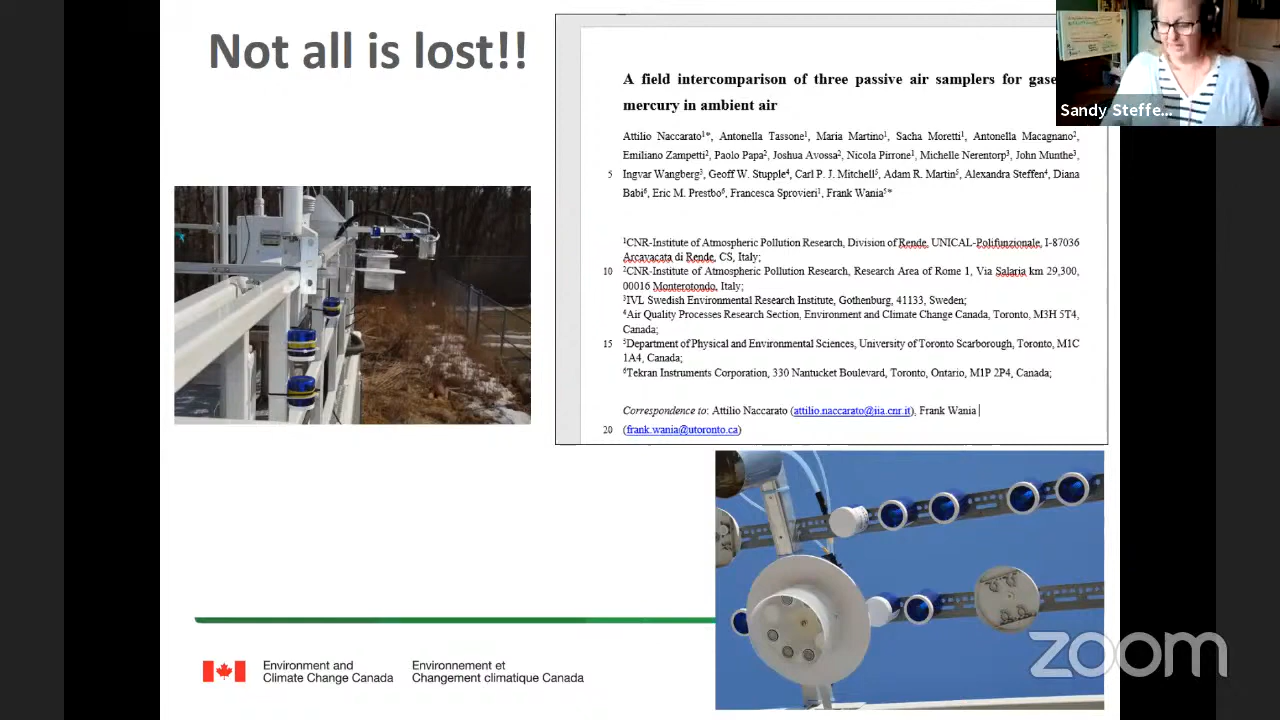 Not all is lost!!
A field intercomparison of three passive air samplers for gase
mercury in ambient air
Attilio Naccarato¹*, Antonella Tassone¹, Maria Martino¹, Sacha Moretti¹, Antonella Macagnano²,
Emiliano Zampetti², Paolo Papa², Joshua Avossa², Nicola Pirrone¹, Michelle Nerentorp³, John Munthe³,
5 Ingvar Wangberg³, Geoff W. Stupple⁴, Carl P. J. Mitchell⁵, Adam R. Martin⁵, Alexandra Steffen⁴, Diana
Babi⁶, Eric M. Prestbo⁶, Francesca Sprovieri¹, Frank Wania⁵*
¹CNR-Institute of Atmospheric Pollution Research, Division of Rende, UNICAL-Polifunzionale, I-87036
Arcavacata di Rende, CS, Italy;
10 ²CNR-Institute of Atmospheric Pollution Research, Research Area of Rome 1, Via Salaria km 29,300,
00016 Monterotondo, Italy;
³IVL Swedish Environmental Research Institute, Gothenburg, 41133, Sweden;
⁴Air Quality Processes Research Section, Environment and Climate Change Canada, Toronto, M3H 5T4,
Canada;
15 ⁵Department of Physical and Environmental Sciences, University of Toronto Scarborough, Toronto, M1C
1A4, Canada;
⁶Tekran Instruments Corporation, 330 Nantucket Boulevard, Toronto, Ontario, M1P 2P4, Canada;
Correspondence to: Attilio Naccarato (attilio.naccarato@iia.cnr.it), Frank Wania
20 (frank.wania@utoronto.ca)
Sandy Steffe...
Environment and
Climate Change Canada
Environnement et
Changement climatique Canada
zoom